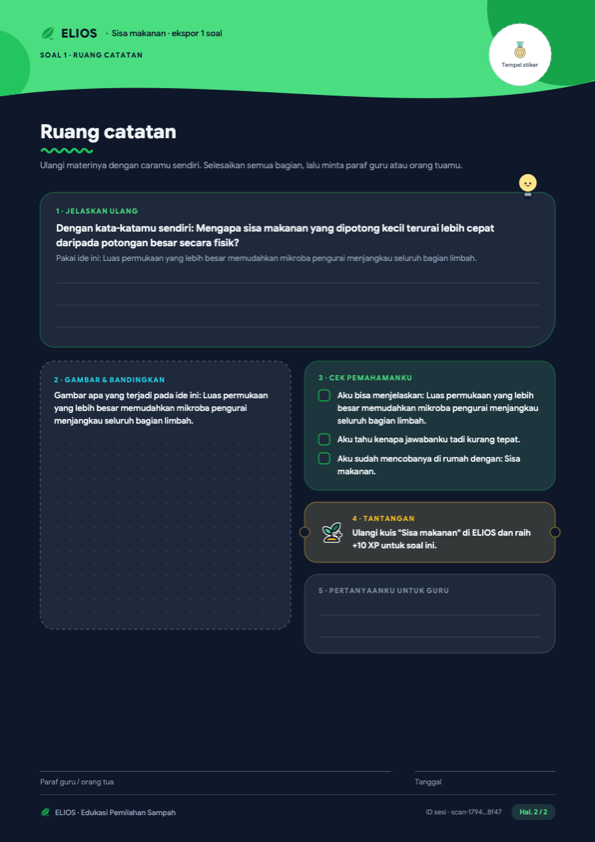 ELIOS · Sisa makanan · ekspor 1 soal
SOAL 1 · RUANG CATATAN
Tempel stiker
Ruang catatan
Ulangi materinya dengan caramu sendiri. Selesaikan semua bagian, lalu minta paraf guru atau orang tuamu.
1 · JELASKAN ULANG
Dengan kata-katamu sendiri: Mengapa sisa makanan yang dipotong kecil terurai lebih cepat
daripada potongan besar secara fisik?
Pakai ide ini: Luas permukaan yang lebih besar memudahkan mikroba pengurai menjangkau seluruh bagian limbah.
2 · GAMBAR & BANDINGKAN
Gambar apa yang terjadi pada ide ini: Luas permukaan
yang lebih besar memudahkan mikroba pengurai
menjangkau seluruh bagian limbah.
3 · CEK PEMAHAMANKU
Aku bisa menjelaskan: Luas permukaan yang lebih
besar memudahkan mikroba pengurai menjangkau
seluruh bagian limbah.
Aku tahu kenapa jawabanku tadi kurang tepat.
Aku sudah mencobanya di rumah dengan: Sisa
makanan.
4 · TANTANGAN
Ulangi kuis "Sisa makanan" di ELIOS dan raih
+10 XP untuk soal ini.
5 · PERTANYAANKU UNTUK GURU
Paraf guru / orang tua
Tanggal
ELIOS · Edukasi Pemilahan Sampah
ID sesi · scan-1794...8f47
Hal. 2 / 2